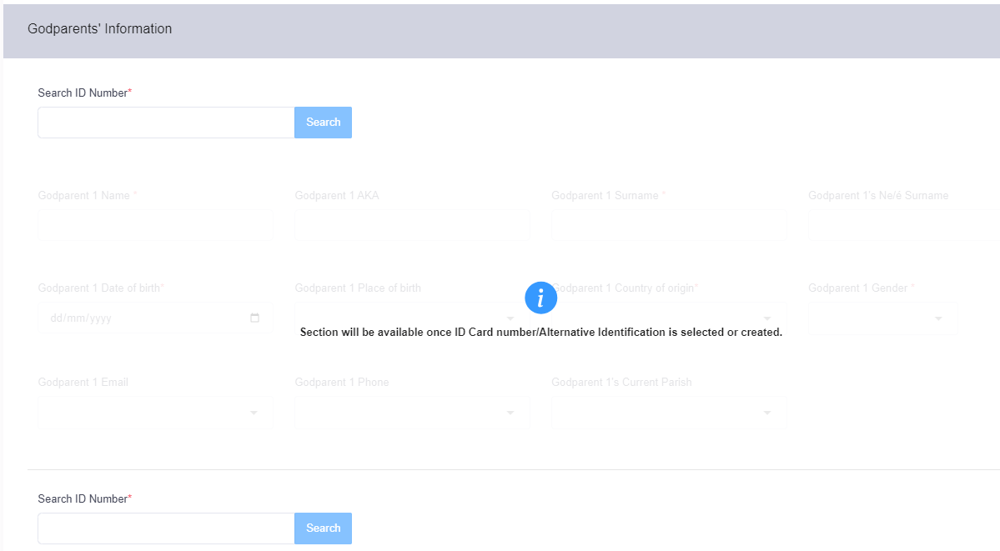 Godparents' Information
Search ID Number*
Search
Godparent 1 Name *
Godparent 1 AKA
Godparent 1 Surname *
Godparent 1's Ne/é Surname
Godparent 1 Date of birth*
Godparent 1 Place of birth
Godparent 1 Country of origin*
Godparent 1 Gender *
dd/mm/yyyy
i
Section will be available once ID Card number/Alternative Identification is selected or created.
Godparent 1 Email
Godparent 1 Phone
Godparent 1's Current Parish
Search ID Number*
Search